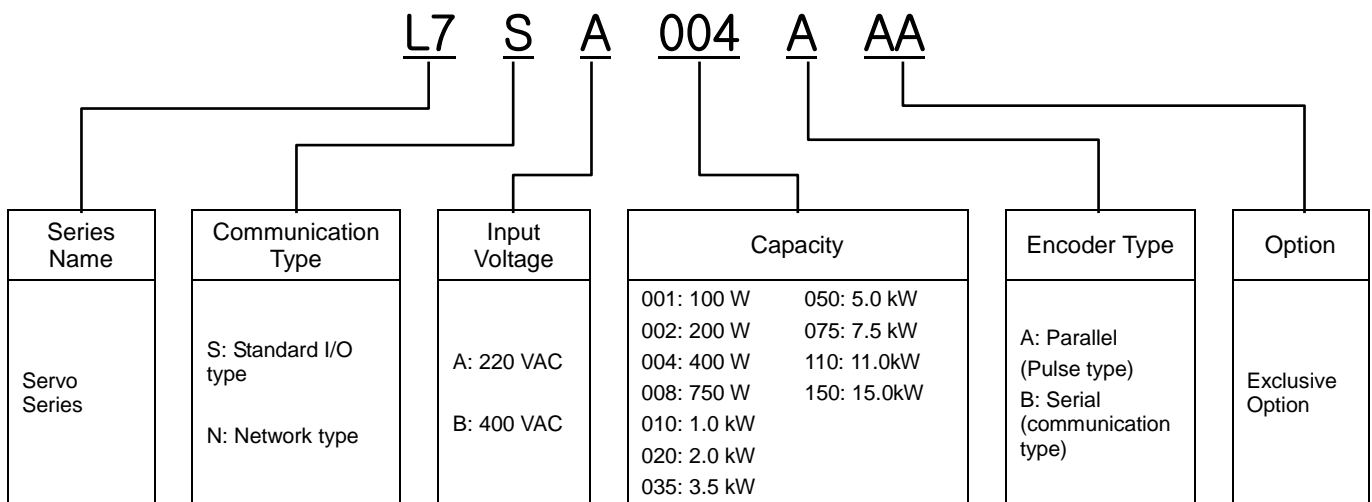 L7 S A 004 A AA
Series
Name
Servo
Series
Communication
Type
S: Standard I/O
type
N: Network type
Input
Voltage
A: 220 VAC
B: 400 VAC
Capacity
001: 100 W 050: 5.0 kW
002: 200 W 075: 7.5 kW
004: 400 W 110: 11.0kW
008: 750 W 150: 15.0kW
010: 1.0 kW
020: 2.0 kW
035: 3.5 kW
Encoder Type
A: Parallel
(Pulse type)
B: Serial
(communication
type)
Option
Exclusive
Option